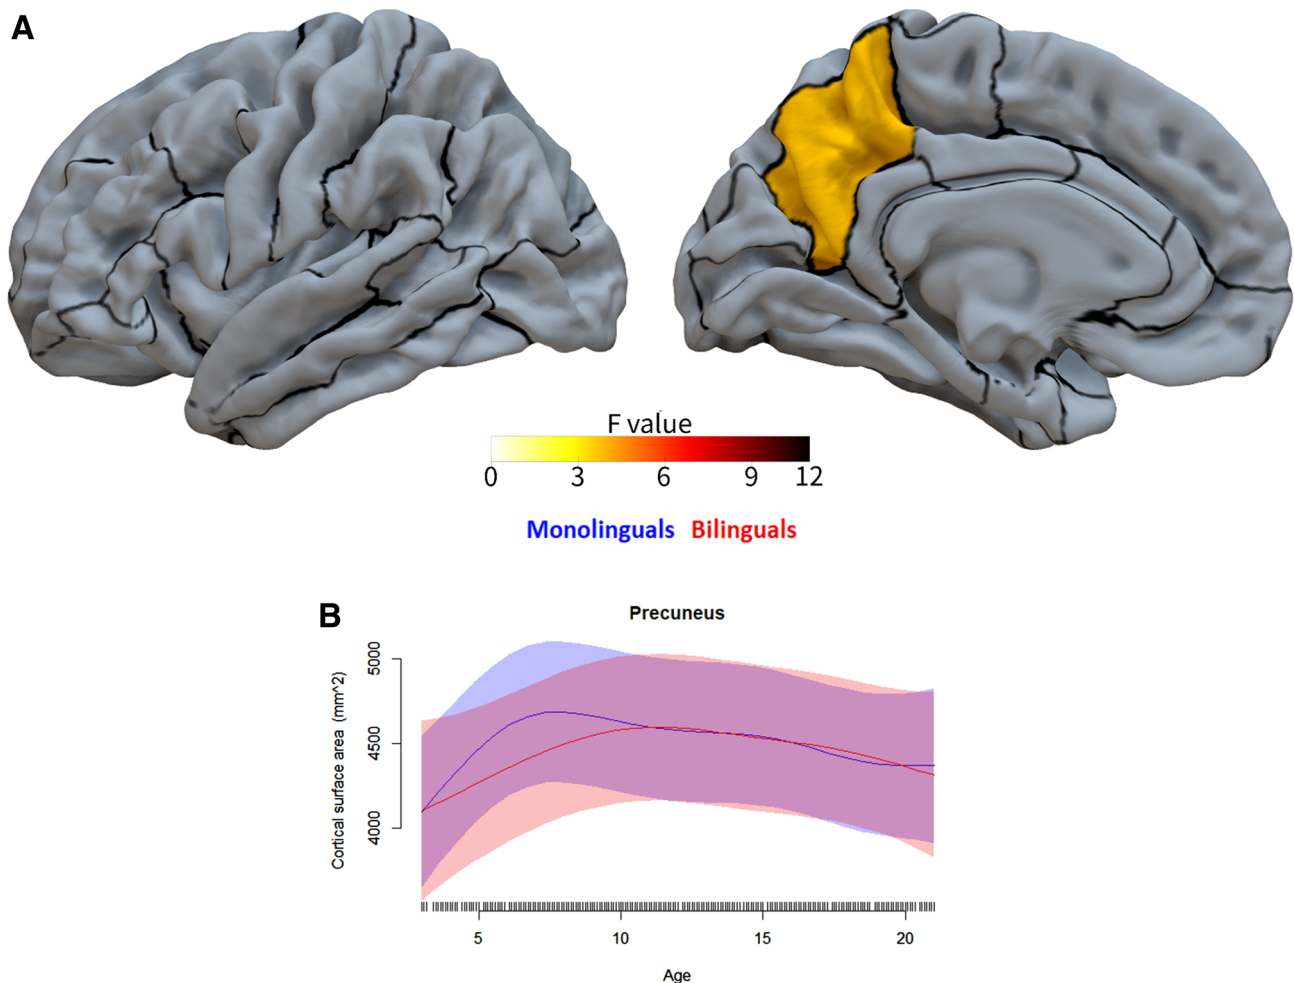 A
F value
0 3 6 9 12
Monolinguals Bilinguals
B
Precuneus
Cortical surface area (mm^2)
5000
4500
4000
5 10 15 20
Age